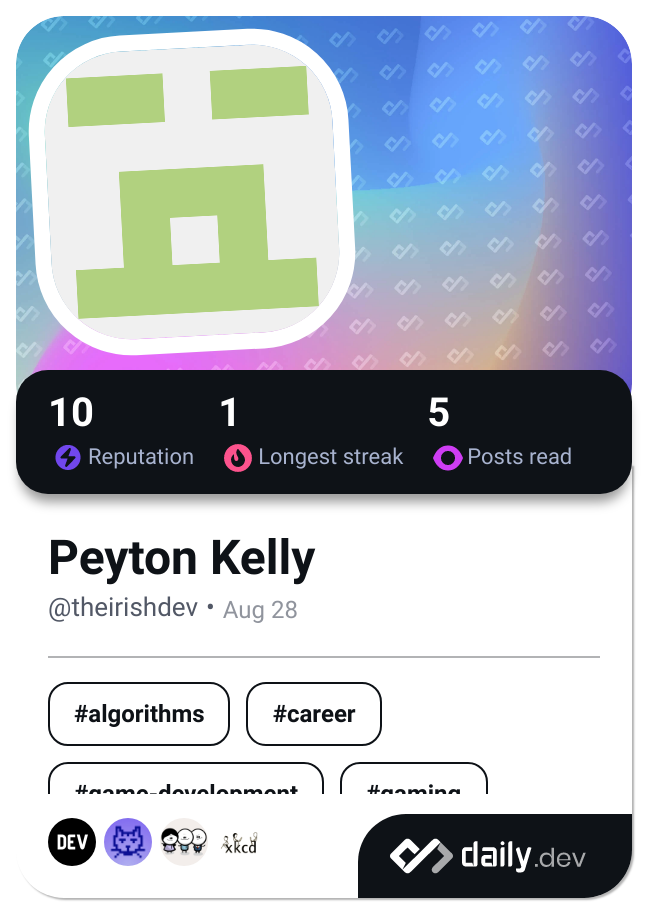 10 1 5
Reputation Longest streak Posts read
Peyton Kelly
@theirishdev • Aug 28
#algorithms #career
#game-development #gaming
DEV xkcd daily.dev